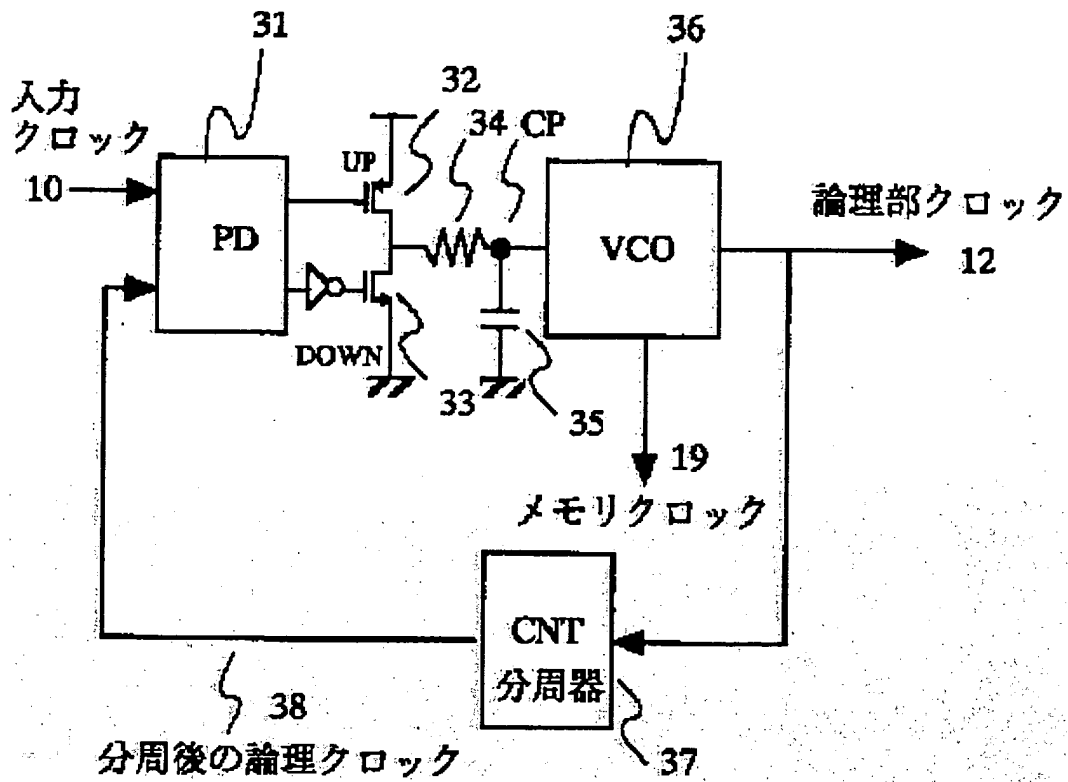 31
36
入力
クロック
10
32
34
CP
UP
PD
VCO
論理部クロック
12
DOWN
33
35
19
メモリクロック
CNT
分周器
38
分周後の論理クロック
37